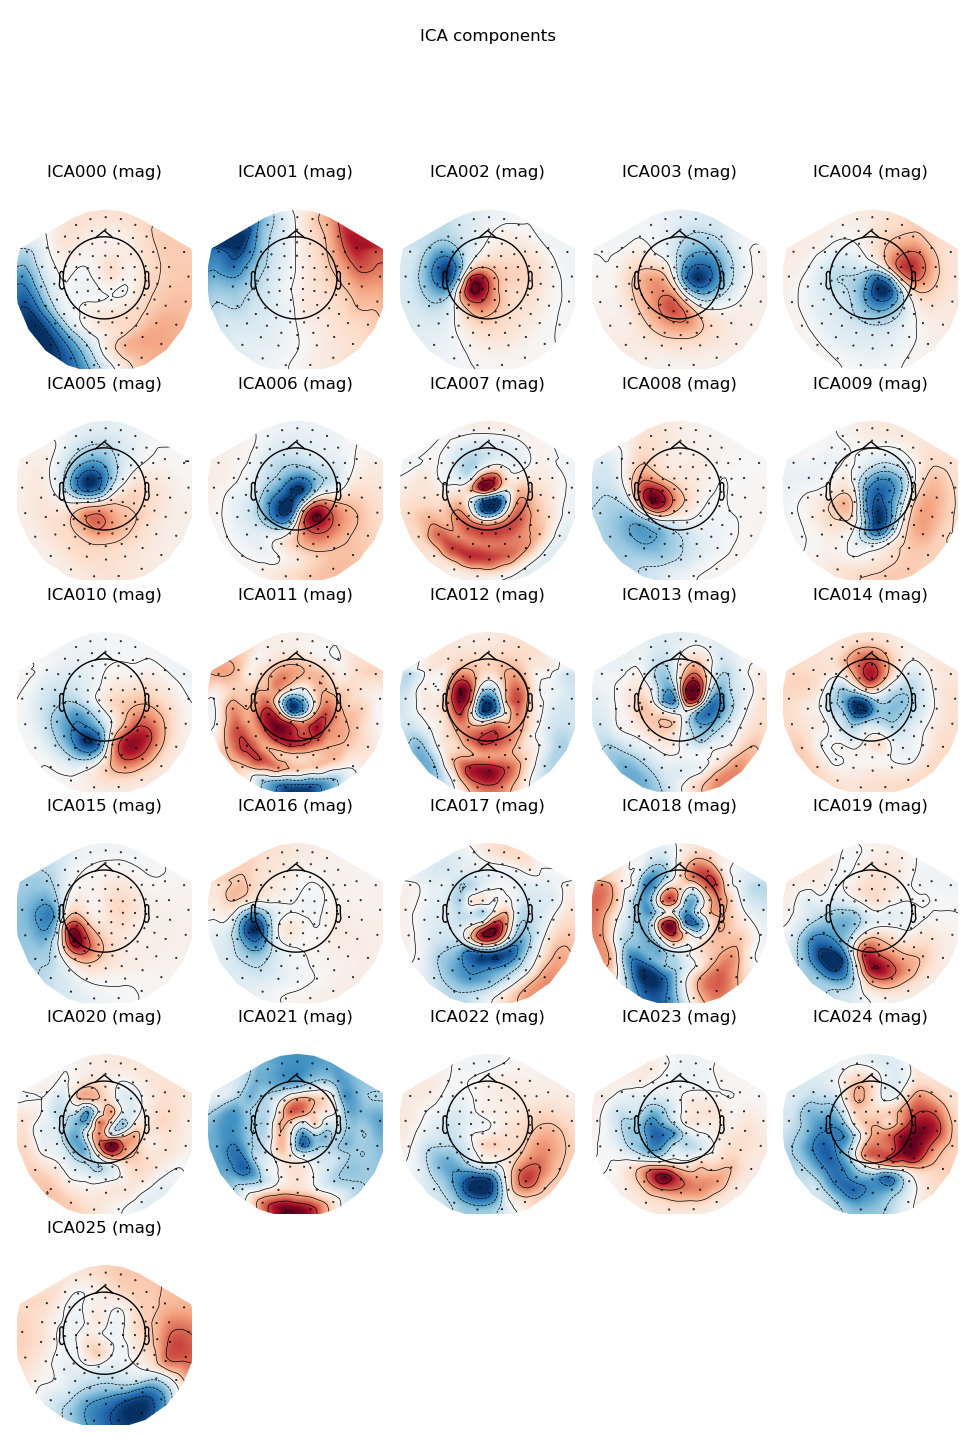 ICA components
ICA000 (mag) ICA001 (mag) ICA002 (mag) ICA003 (mag) ICA004 (mag)
ICA005 (mag) ICA006 (mag) ICA007 (mag) ICA008 (mag) ICA009 (mag)
ICA010 (mag) ICA011 (mag) ICA012 (mag) ICA013 (mag) ICA014 (mag)
ICA015 (mag) ICA016 (mag) ICA017 (mag) ICA018 (mag) ICA019 (mag)
ICA020 (mag) ICA021 (mag) ICA022 (mag) ICA023 (mag) ICA024 (mag)
ICA025 (mag)